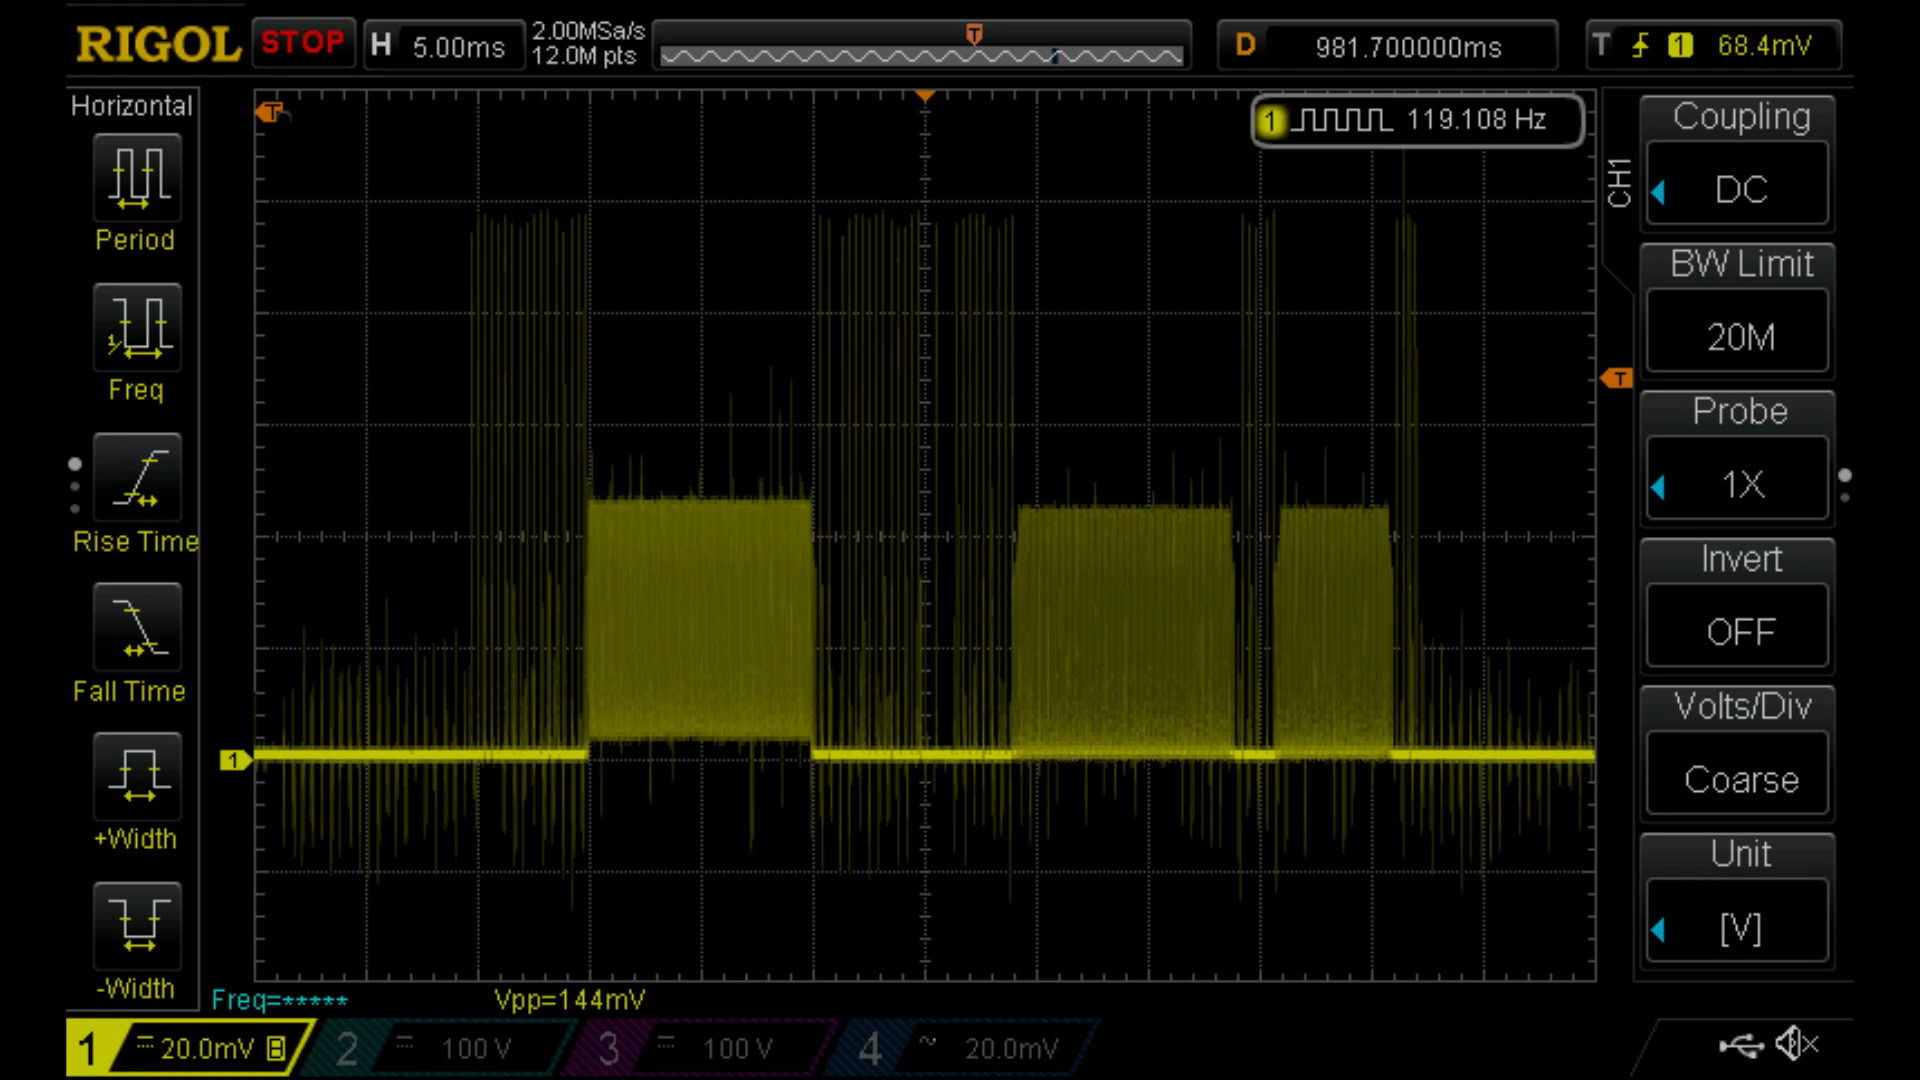 RIGOL STOP H 5.00ms 2.00MSa/s 12.0M pts T D 981.700000ms T 1 68.4mV
Horizontal
Period
1/ Freq
Rise Time
Fall Time
+Width
-Width
T
1 119.108 Hz
T
1
CH1
Coupling
DC
BW Limit
20M
Probe
1X
Invert
OFF
Volts/Div
Coarse
Unit
[V]
Freq=***** Vpp=144mV
1 20.0mV B 2 100 V 3 100 V 4 ~ 20.0mV